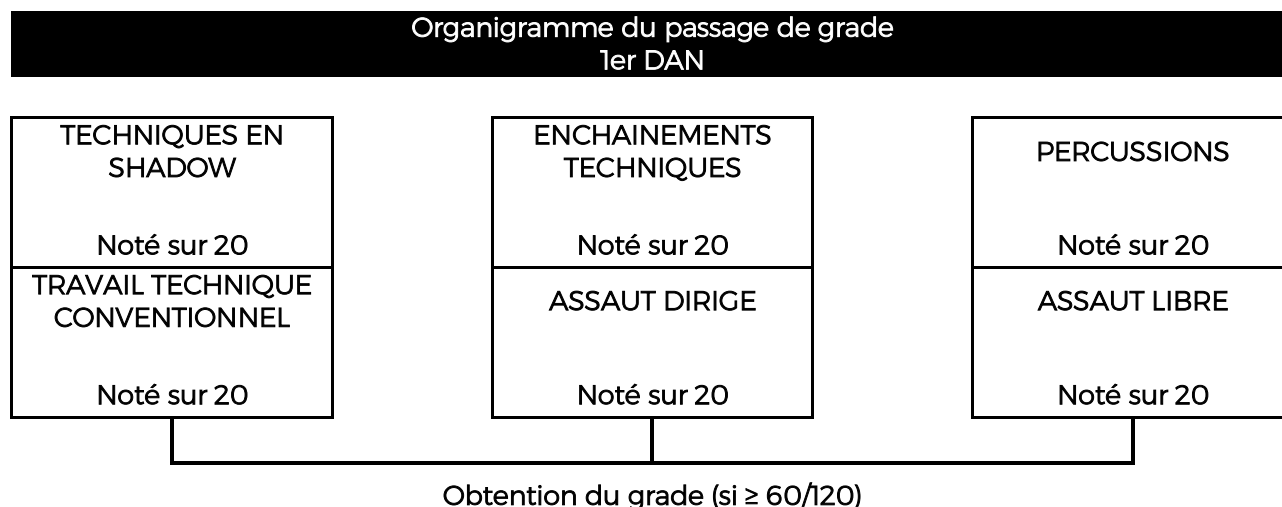 Organigramme du passage de grade
1er DAN
TECHNIQUES EN
SHADOW
Noté sur 20
TRAVAIL TECHNIQUE
CONVENTIONNEL
Noté sur 20
ENCHAINEMENTS
TECHNIQUES
Noté sur 20
ASSAUT DIRIGE
Noté sur 20
PERCUSSIONS
Noté sur 20
ASSAUT LIBRE
Noté sur 20
Obtention du grade (si ≥ 60/120)